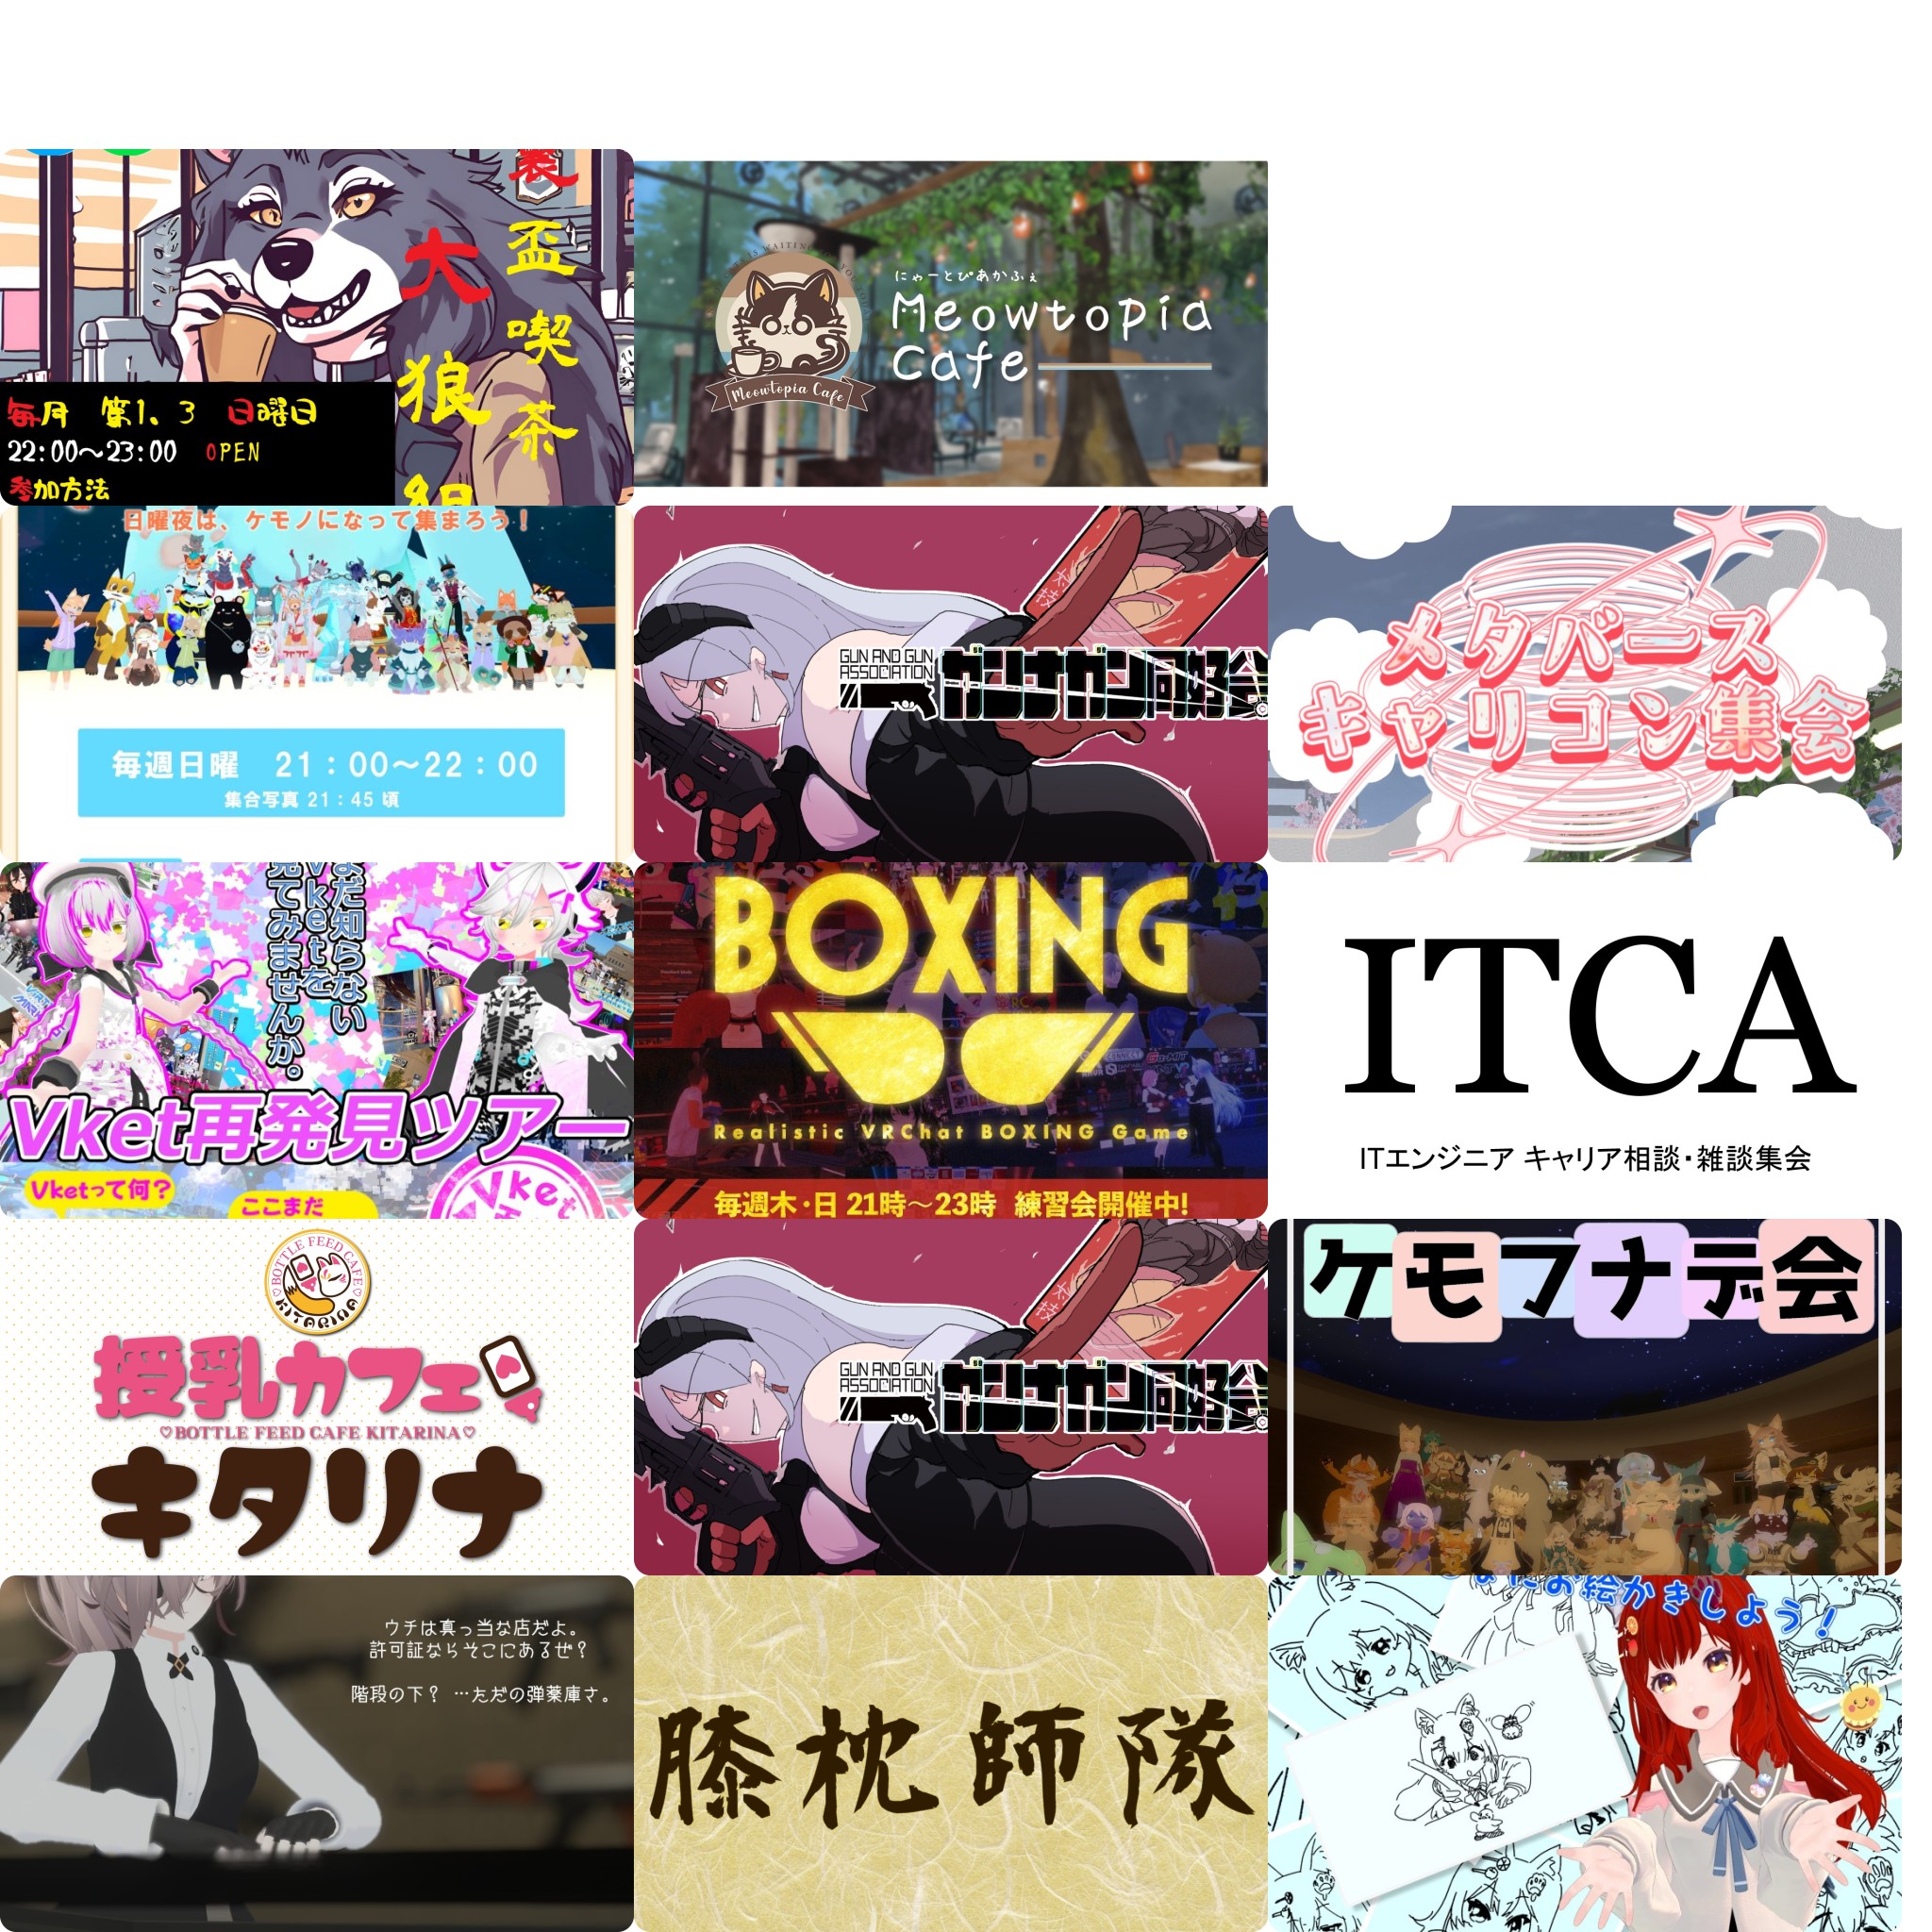 裏
盃喫茶
大狼組
毎月 第1、3 日曜日
22:00～23:00 OPEN
参加方法
にゃーとぴあかふぇ
Meowtopia
Cafe
Meowtopia Cafe
日曜夜は、ケモノになって集まろう！
毎週日曜 21：00～22：00
集合写真 21：45 頃
GUN AND GUN
ASSOCIATION
ガンナガン同好会
メタバース
キャリコン集会
まだ知らない
Vketを
見てみませんか。
Vket再発見ツアー
Vketって何？
ここまだ
Vket
BOXING
Realistic VRChat BOXING Game
毎週木・日 21時～23時 練習会開催中!
ITCA
ITエンジニア キャリア相談・雑談集会
BOTTLE FEED CAFE
KITARINA
授乳カフェ
♡BOTTLE FEED CAFE KITARINA♡
キタリナ
GUN AND GUN
ASSOCIATION
ガンナガン同好会
ケモフナデ会
ウチは真っ当な店だよ。
許可証ならそこにあるぜ？
階段の下？ …ただの弾薬庫さ。
膝枕師隊
にお絵かきしよう！